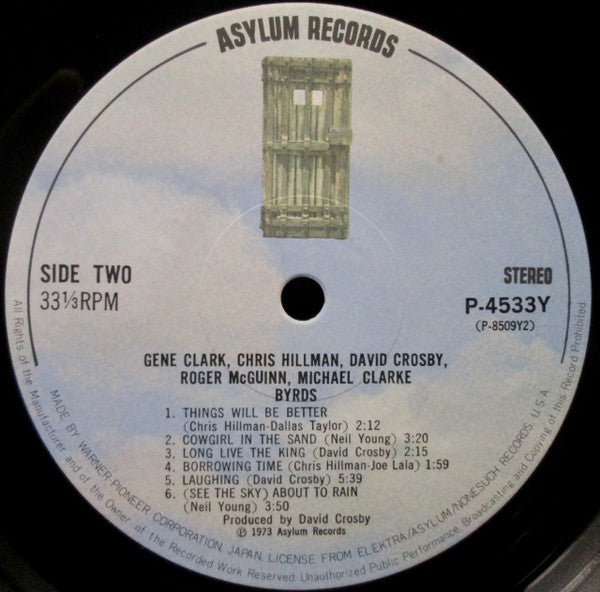 ASYLUM RECORDS
SIDE TWO
33⅓RPM
STEREO
P-4533Y
(P-8509Y2)
GENE CLARK, CHRIS HILLMAN, DAVID CROSBY,
ROGER McGUINN, MICHAEL CLARKE
BYRDS
1. THINGS WILL BE BETTER
(Chris Hillman-Dallas Taylor) 2:12
2. COWGIRL IN THE SAND (Neil Young) 3:20
3. LONG LIVE THE KING (David Crosby) 2:15
4. BORROWING TIME (Chris Hillman-Joe Lala) 1:59
5. LAUGHING (David Crosby) 5:39
6. (SEE THE SKY) ABOUT TO RAIN
(Neil Young) 3:50
Produced by David Crosby
℗ 1973 Asylum Records
MADE BY WARNER-PIONEER CORPORATION, JAPAN, LICENSE FROM ELEKTRA/ASYLUM/NONESUCH RECORDS, U.S.A.
All Rights of the Manufacturer and of the Owner of the Recorded Work Reserved. Unauthorized Public Performance, Broadcasting and Copying of this Record Prohibited.